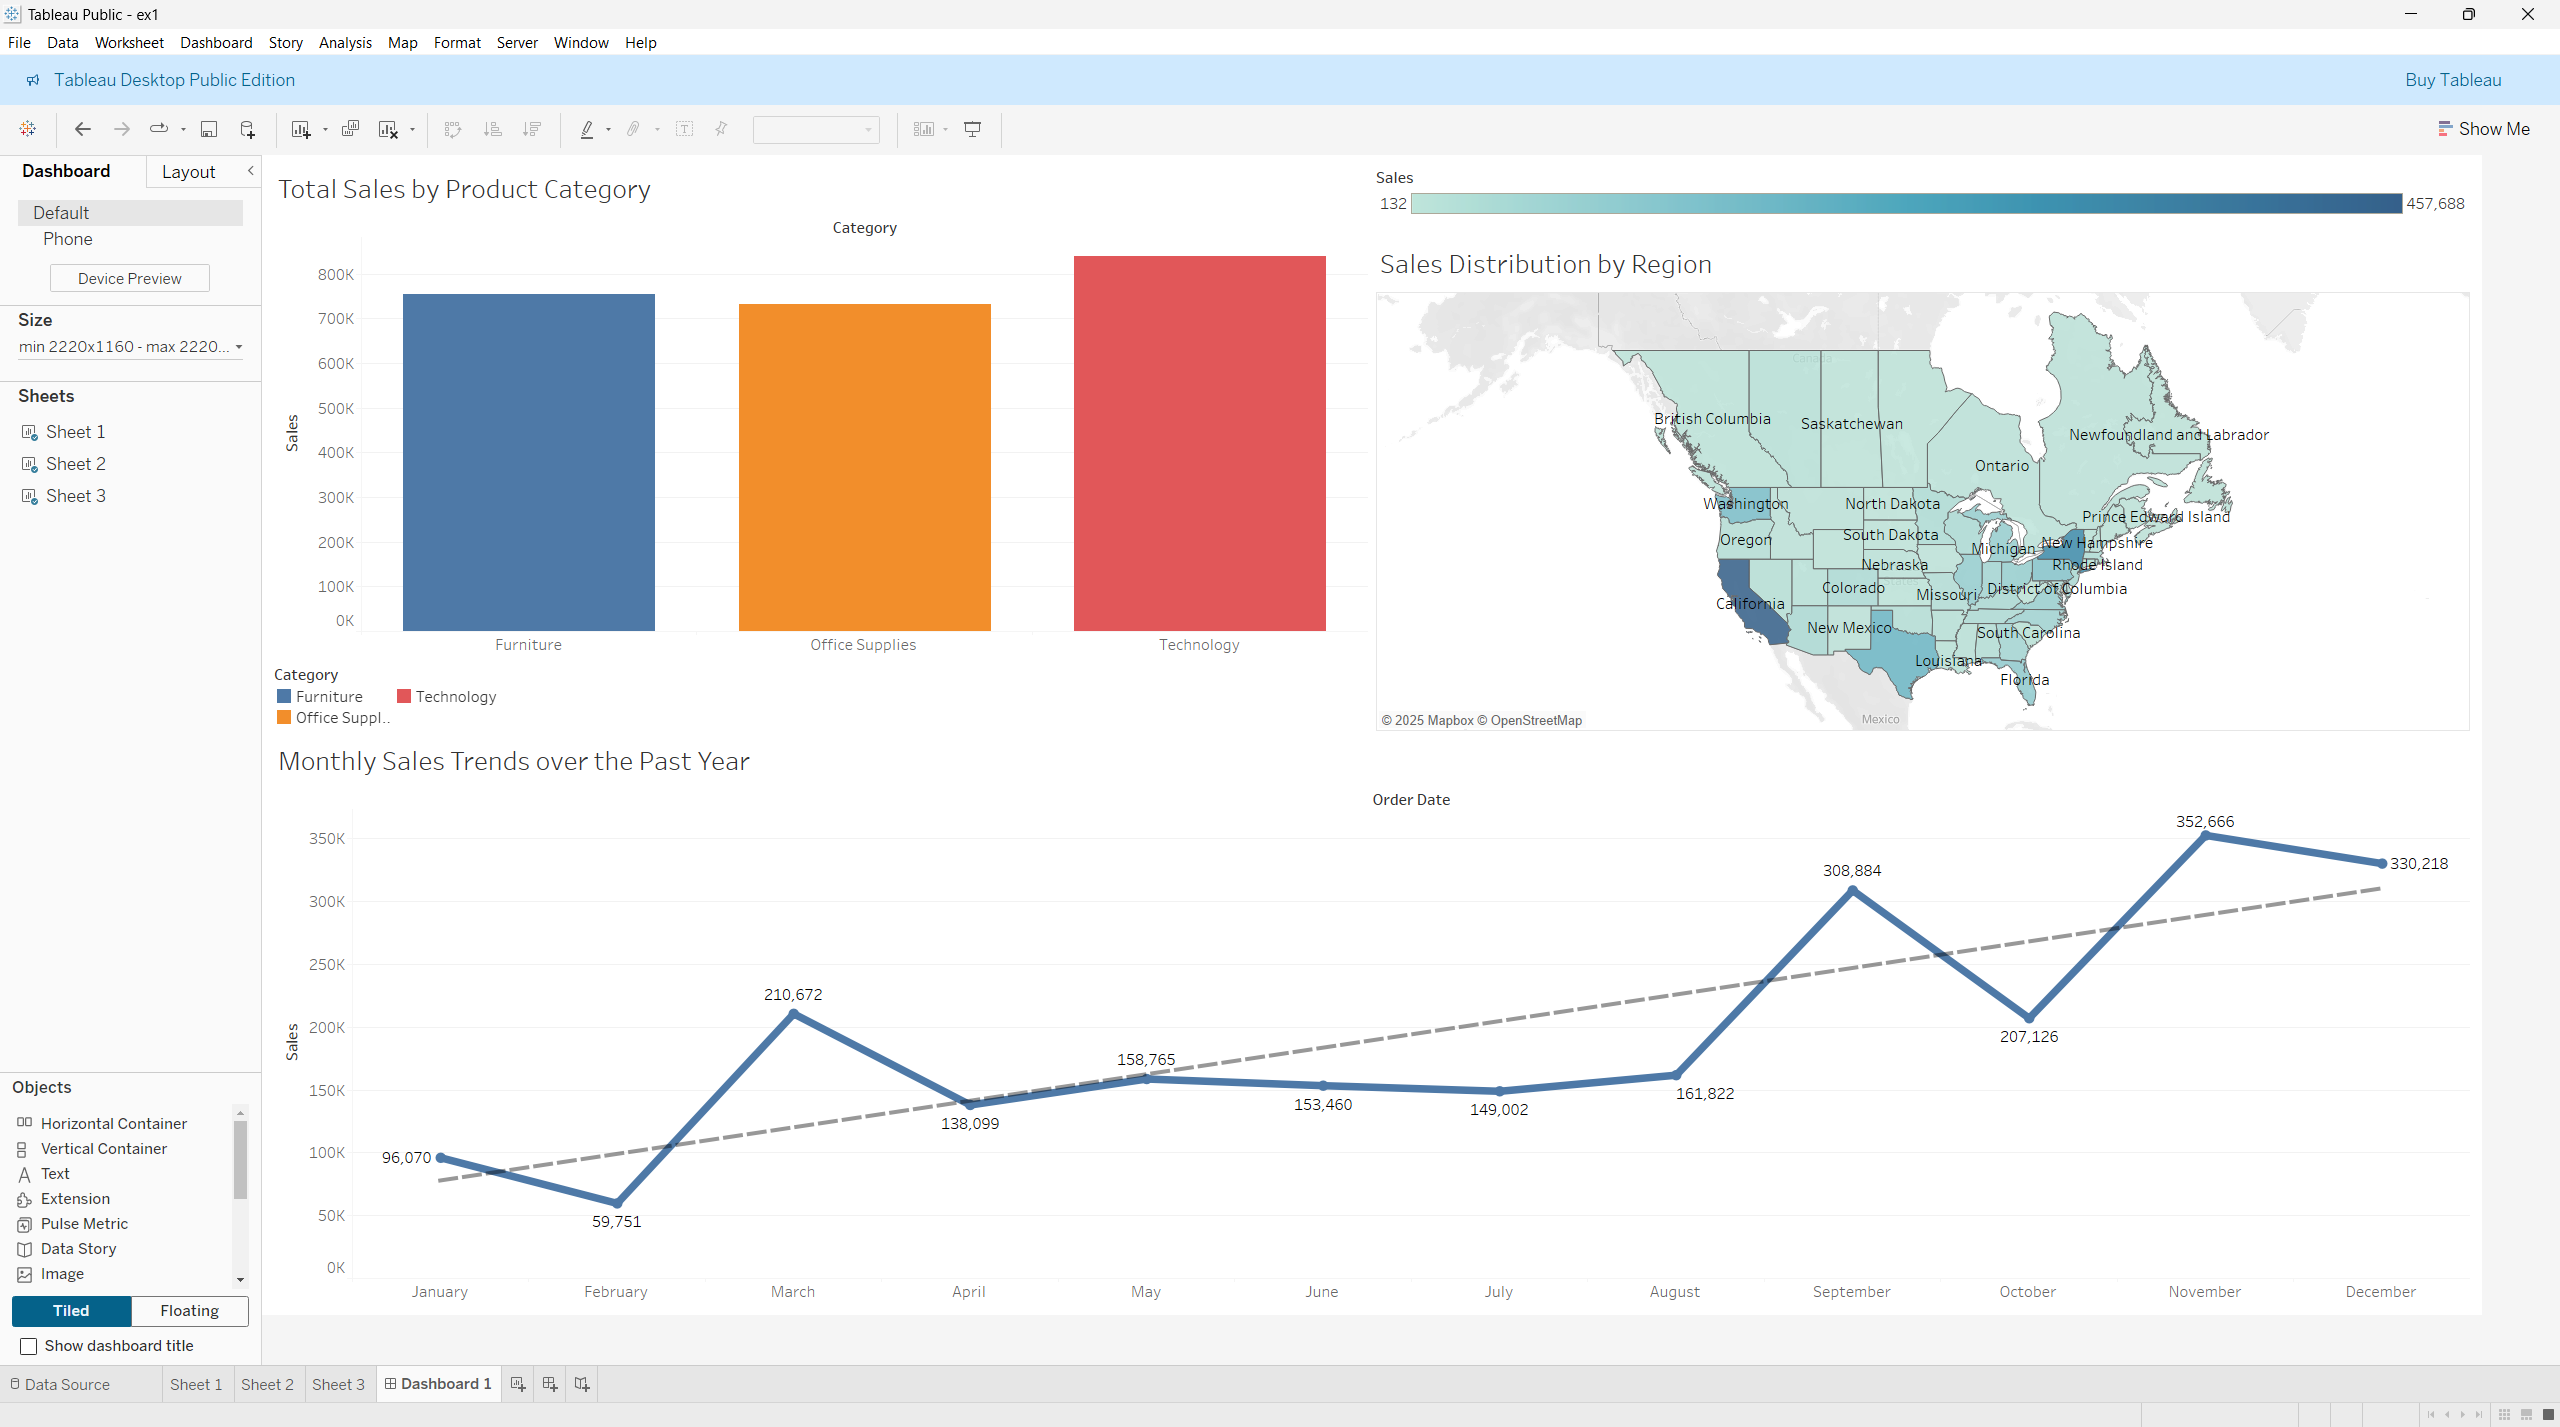 Tableau Public - ex1
File Data Worksheet Dashboard Story Analysis Map Format Server Window Help
Tableau Desktop Public Edition
Buy Tableau
Show Me
Dashboard Layout
Default
Phone
Device Preview
Size
min 2220x1160 - max 2220...
Sheets
Sheet 1
Sheet 2
Sheet 3
Objects
Horizontal Container
Vertical Container
Text
Extension
Pulse Metric
Data Story
Image
Tiled Floating
Show dashboard title
Total Sales by Product Category
Category
800K
700K
600K
500K
400K
300K
200K
100K
0K
Sales
Furniture Office Supplies Technology
Category
Furniture Technology
Office Suppl..
Sales
132 457,688
Sales Distribution by Region
Canada
British Columbia
Saskatchewan
Newfoundland and Labrador
Ontario
Washington
North Dakota
Prince Edward Island
Oregon
South Dakota
Michigan
New Hampshire
Nebraska
Rhode Island
Colorado
Missouri
District of Columbia
California
New Mexico
South Carolina
Louisiana
Florida
Mexico
© 2025 Mapbox © OpenStreetMap
Monthly Sales Trends over the Past Year
Order Date
350K
300K
250K
200K
150K
100K
50K
0K
Sales
96,070
59,751
210,672
138,099
158,765
153,460
149,002
161,822
308,884
207,126
352,666
330,218
January February March April May June July August September October November December
Data Source Sheet 1 Sheet 2 Sheet 3 Dashboard 1